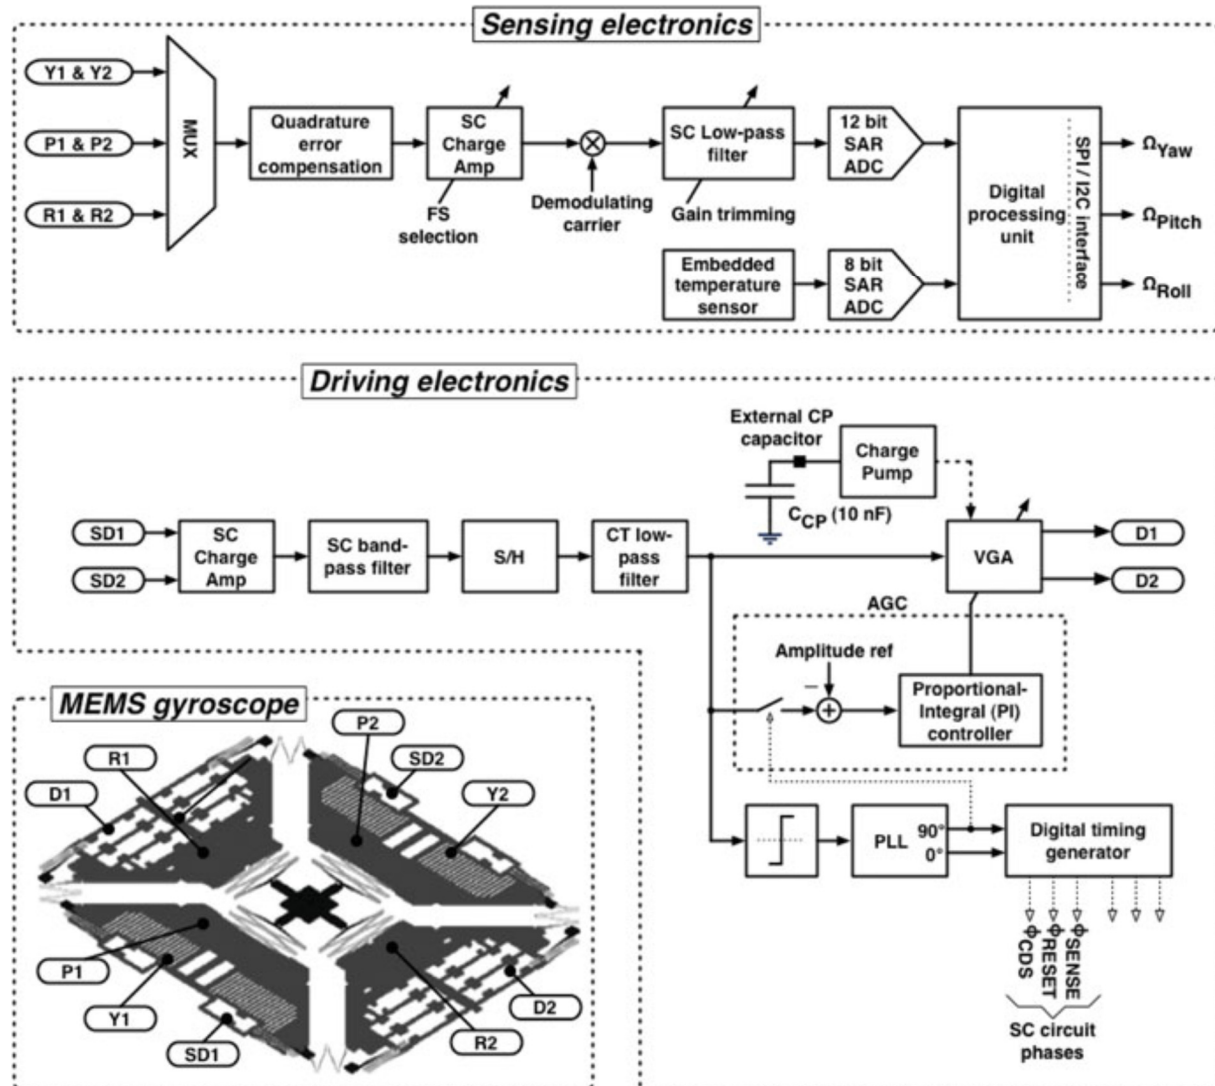 Sensing electronics
Y1 & Y2
P1 & P2
R1 & R2
MUX
Quadrature
error
compensation
SC
Charge
Amp
FS
selection
Demodulating
carrier
SC Low-pass
filter
Gain trimming
12 bit
SAR
ADC
Embedded
temperature
sensor
8 bit
SAR
ADC
Digital
processing
unit
SPI / I2C interface
ΩYaw
ΩPitch
ΩRoll
Driving electronics
SD1
SD2
SC
Charge
Amp
SC band-
pass filter
S/H
CT low-
pass
filter
External CP
capacitor
CCP (10 nF)
Charge
Pump
VGA
D1
D2
AGC
Amplitude ref
−
+
Proportional-
Integral (PI)
controller
PLL
90°
0°
Digital timing
generator
ϕCDS
ϕRESET
ϕSENSE
SC circuit
phases
MEMS gyroscope
P2
R1
SD2
D1
Y2
P1
Y1
SD1
D2
R2